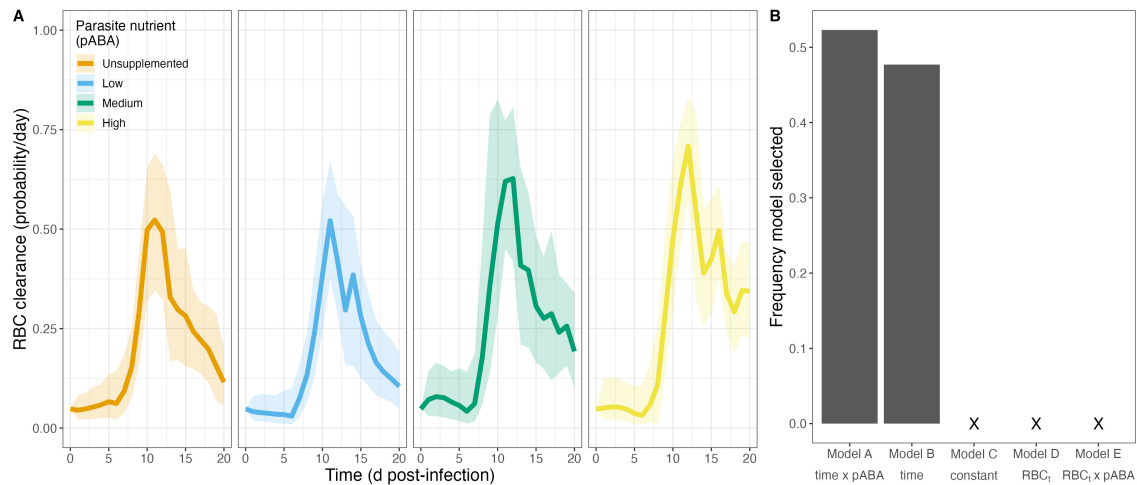 A
Parasite nutrient
(pABA)
Unsupplemented
Low
Medium
High
RBC clearance (probability/day)
1.00
0.75
0.50
0.25
0.00
0 5 10 15 20
0 5 10 15 20
0 5 10 15 20
0 5 10 15 20
Time (d post-infection)
B
Frequency model selected
0.5
0.4
0.3
0.2
0.1
0.0
X X X
Model A Model B Model C Model D Model E
time x pABA time constant RBCt RBCt x pABA